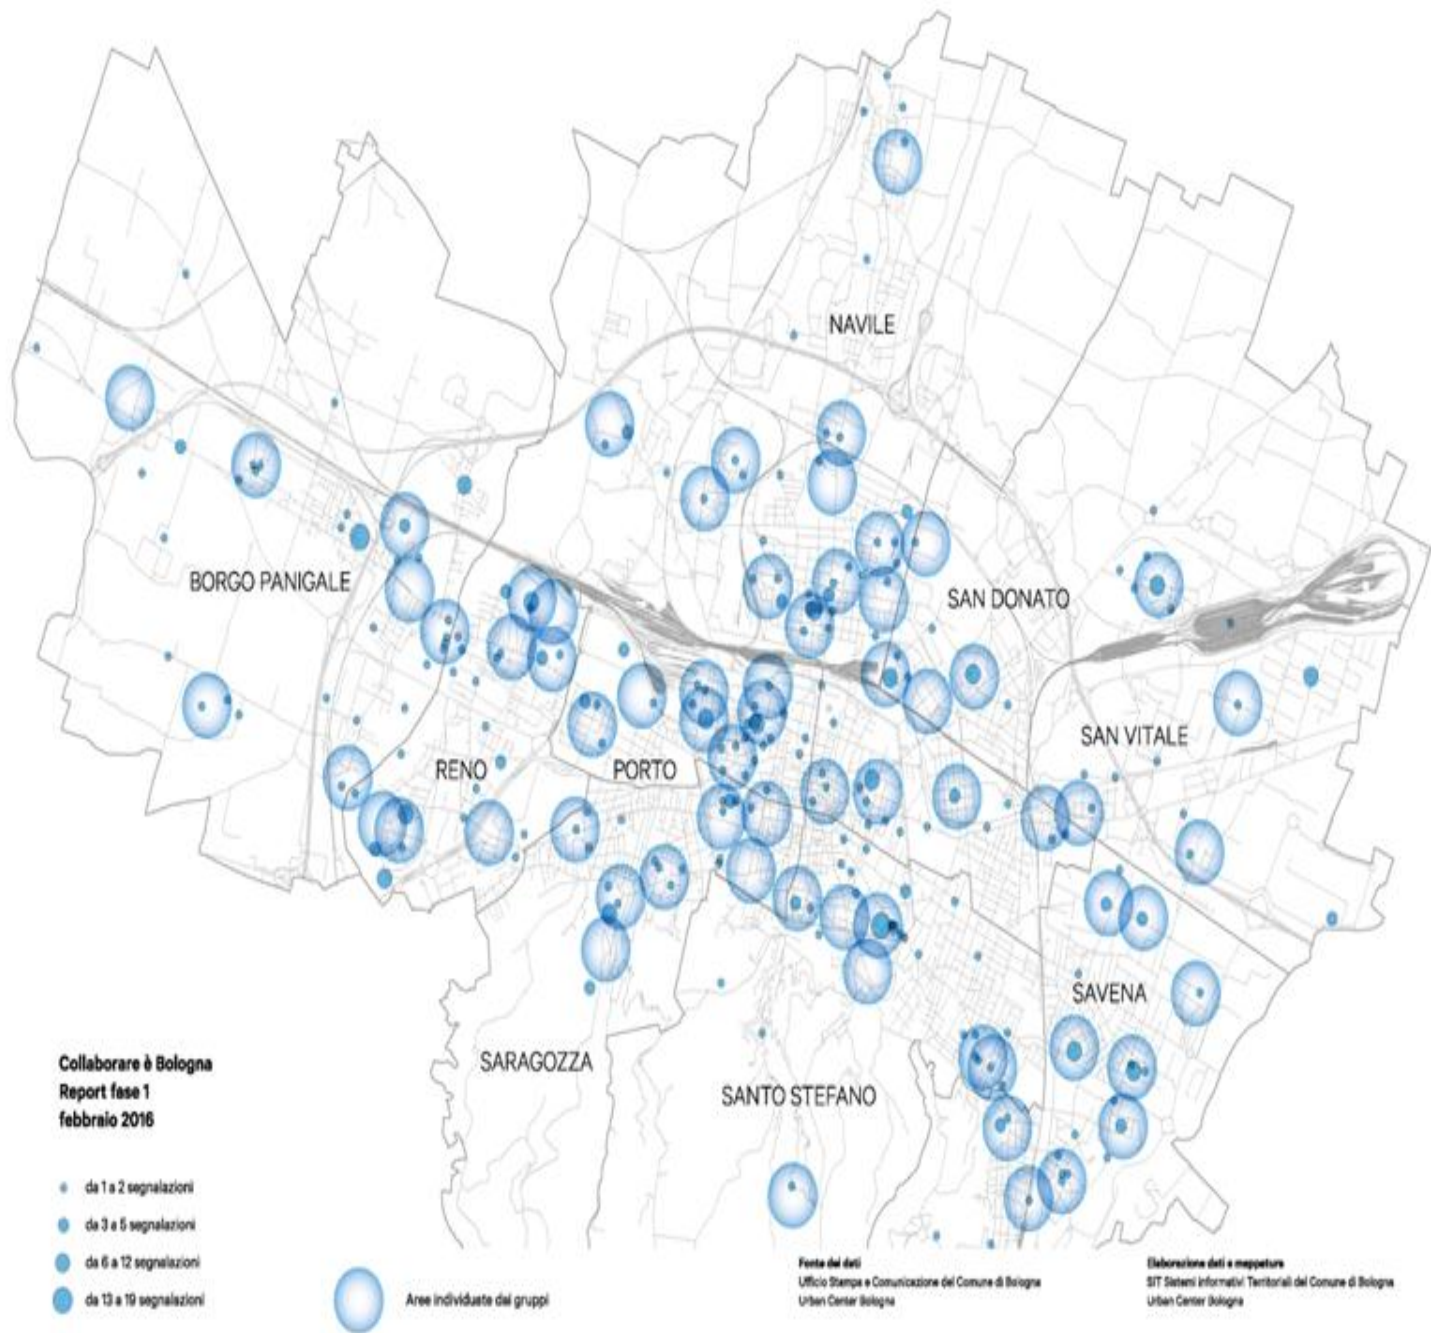 NAVILE
BORGO PANIGALE
SAN DONATO
SAN VITALE
RENO
PORTO
SAVENA
SARAGOZZA
SANTO STEFANO
Collaborare è Bologna
Report fase 1
febbraio 2016
da 1 a 2 segnalazioni
da 3 a 5 segnalazioni
da 6 a 12 segnalazioni
da 13 a 19 segnalazioni
Aree individuate dai gruppi
Fonte dei dati
Ufficio Stampa e Comunicazione del Comune di Bologna
Urban Center Bologna
Elaborazione dati e mappatura
SIT Sistemi Informativi Territoriali del Comune di Bologna
Urban Center Bologna